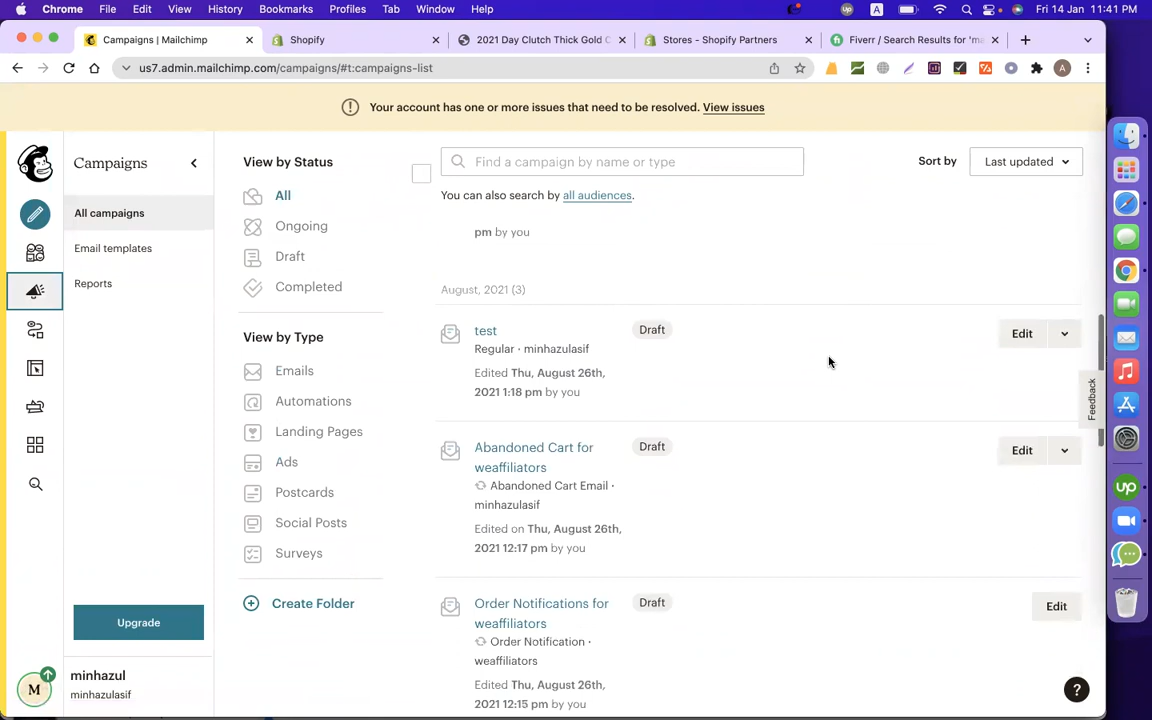 Chrome File Edit View History Bookmarks Profiles Tab Window Help
A
Fri 14 Jan 11:41 PM
Campaigns | Mailchimp
Shopify
2021 Day Clutch Thick Gold C
Stores - Shopify Partners
Fiverr / Search Results for 'ma
us7.admin.mailchimp.com/campaigns/#t:campaigns-list
A
Your account has one or more issues that need to be resolved. View issues
Campaigns
All campaigns
Email templates
Reports
Upgrade
M
minhazul
minhazulasif
View by Status
All
Ongoing
Draft
Completed
View by Type
Emails
Automations
Landing Pages
Ads
Postcards
Social Posts
Surveys
Create Folder
Find a campaign by name or type
Sort by
Last updated
You can also search by all audiences.
pm by you
August, 2021 (3)
test
Draft
Edit
Regular · minhazulasif
Edited Thu, August 26th,
2021 1:18 pm by you
Abandoned Cart for
weaffiliators
Draft
Edit
Abandoned Cart Email ·
minhazulasif
Edited on Thu, August 26th,
2021 12:17 pm by you
Order Notifications for
weaffiliators
Draft
Edit
Order Notification ·
weaffiliators
Edited Thu, August 26th,
2021 12:15 pm by you
Feedback
?
up